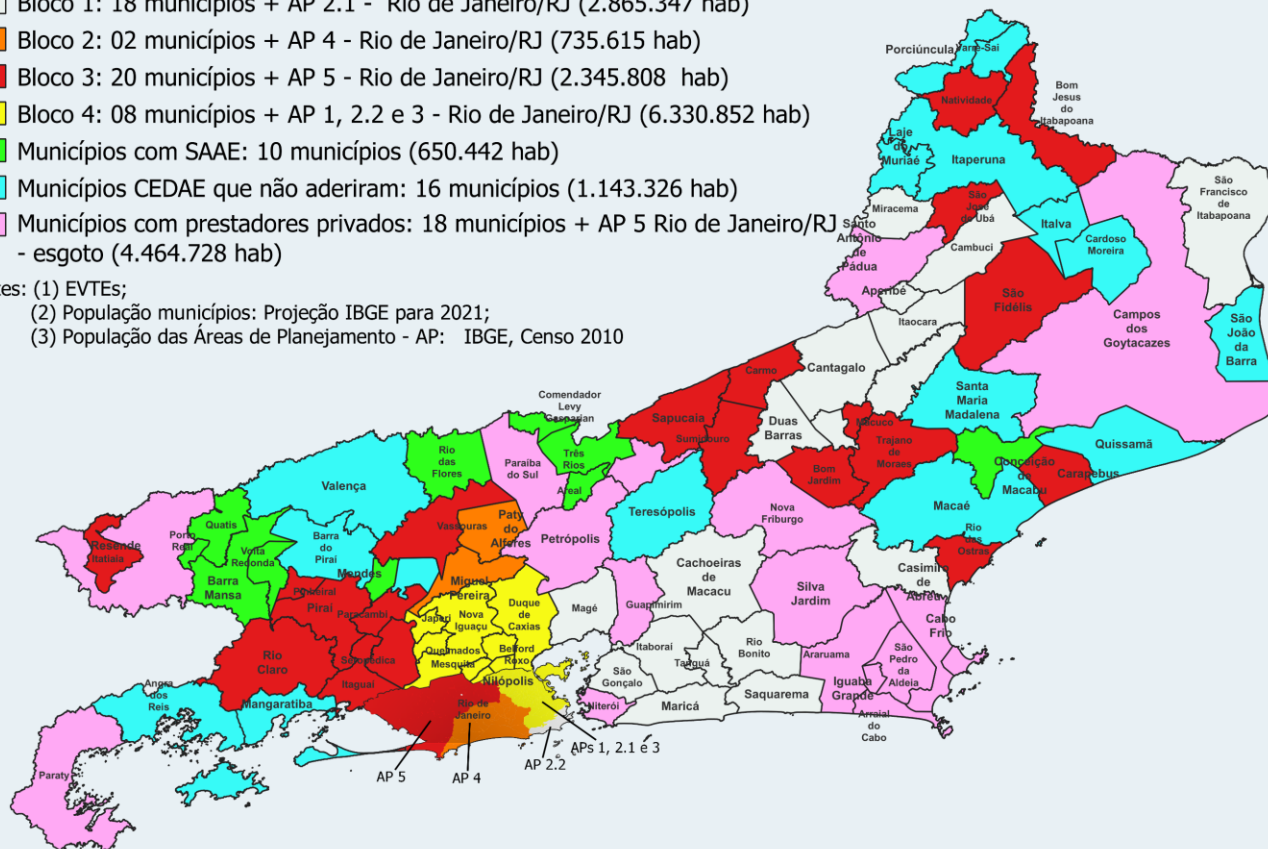 Bloco 1: 18 municípios + AP 2.1 - Rio de Janeiro/RJ (2.865.347 hab)
Bloco 2: 02 municípios + AP 4 - Rio de Janeiro/RJ (735.615 hab)
Bloco 3: 20 municípios + AP 5 - Rio de Janeiro/RJ (2.345.808 hab)
Bloco 4: 08 municípios + AP 1, 2.2 e 3 - Rio de Janeiro/RJ (6.330.852 hab)
Municípios com SAAE: 10 municípios (650.442 hab)
Municípios CEDAE que não aderiram: 16 municípios (1.143.326 hab)
Municípios com prestadores privados: 18 municípios + AP 5 Rio de Janeiro/RJ
- esgoto (4.464.728 hab)
tes: (1) EVTEs;
(2) População municípios: Projeção IBGE para 2021;
(3) População das Áreas de Planejamento - AP: IBGE, Censo 2010
Porciúncula
Varre-Sai
Natividade
Bom
Jesus
do
Itabapoana
Laje
do
Muriaé
Itaperuna
São
Francisco
de
Itabapoana
Miracema
São
José
de Ubá
Santo
Antônio
de
Pádua
Cambuci
Italva
Cardoso
Moreira
Aperibé
São
Fidélis
Campos
dos
Goytacazes
São
João
da
Barra
Itaocara
Cantagalo
Carmo
Santa
Maria
Madalena
Comendador
Levy
Gasparian
Sapucaia
Sumidouro
Duas
Barras
Macuco
Trajano
de
Moraes
Quissamã
Conceição
de
Macabu
Carapebus
Rio
das
Flores
Paraíba
do Sul
Três
Rios
Areal
Bom
Jardim
Valença
Macaé
Teresópolis
Nova
Friburgo
Vassouras
Paty
do
Alferes
Petrópolis
Quatis
Porto
Real
Volta
Redonda
Barra
do
Piraí
Resende
Itatiaia
Barra
Mansa
Mendes
Rio
das
Ostras
Cachoeiras
de
Macacu
Casimiro
de
Abreu
Silva
Jardim
Miguel
Pereira
Pinheiral
Piraí
Paracambi
Japeri
Nova
Iguaçu
Duque
de
Caxias
Magé
Guapimirim
Cabo
Frio
Rio
Claro
Seropédica
Queimados
Mesquita
Belford
Roxo
Itaboraí
Tanguá
Rio
Bonito
Araruama
São
Pedro
da
Aldeia
Itaguaí
Nilópolis
São
Gonçalo
Iguaba
Grande
Angra
dos
Reis
Mangaratiba
Rio de
Janeiro
Niterói
Maricá
Saquarema
Arraial
do
Cabo
Paraty
AP 5
AP 4
AP 2.2
APs 1, 2.1 e 3